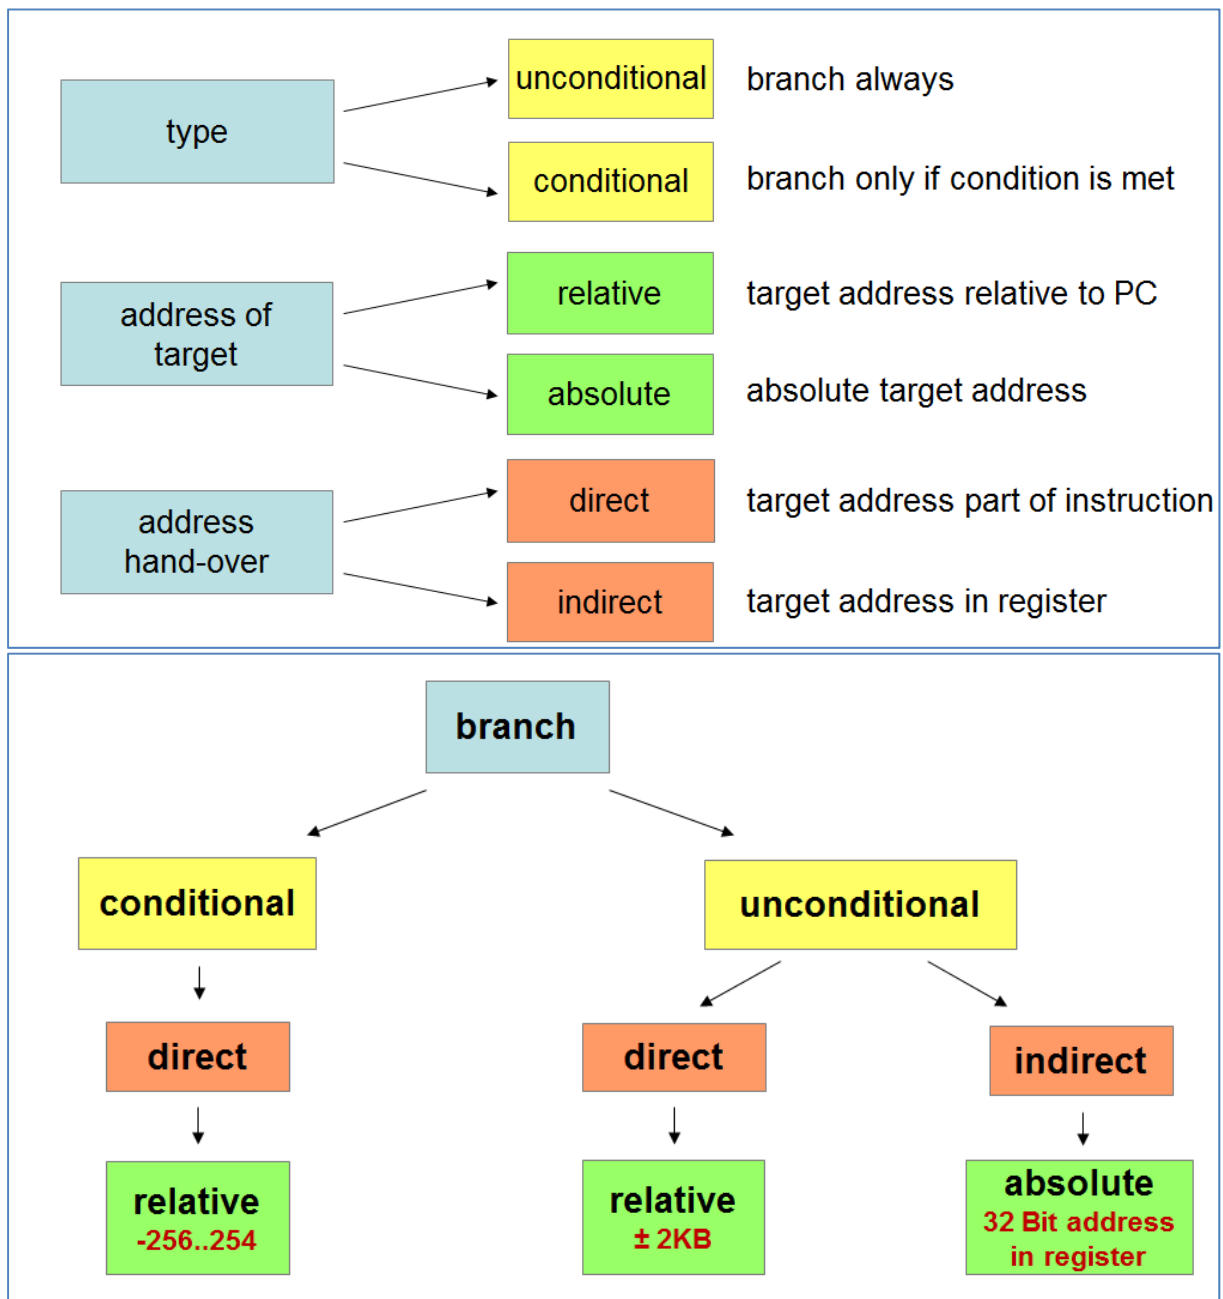 type
unconditional
branch always
conditional
branch only if condition is met
address of
target
relative
target address relative to PC
absolute
absolute target address
address
hand-over
direct
target address part of instruction
indirect
target address in register
branch
conditional
unconditional
direct
direct
indirect
relative
-256..254
relative
± 2KB
absolute
32 Bit address
in register